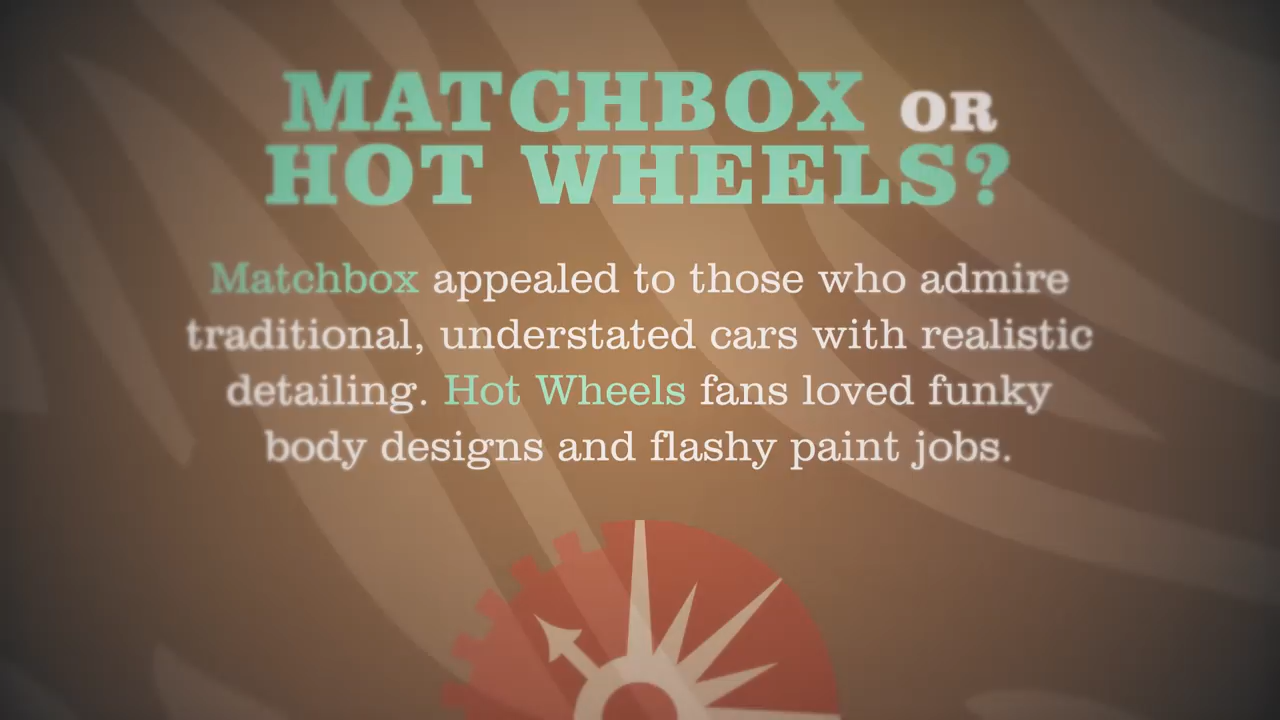 MATCHBOX OR
HOT WHEELS?
Matchbox appealed to those who admire
traditional, understated cars with realistic
detailing. Hot Wheels fans loved funky
body designs and flashy paint jobs.